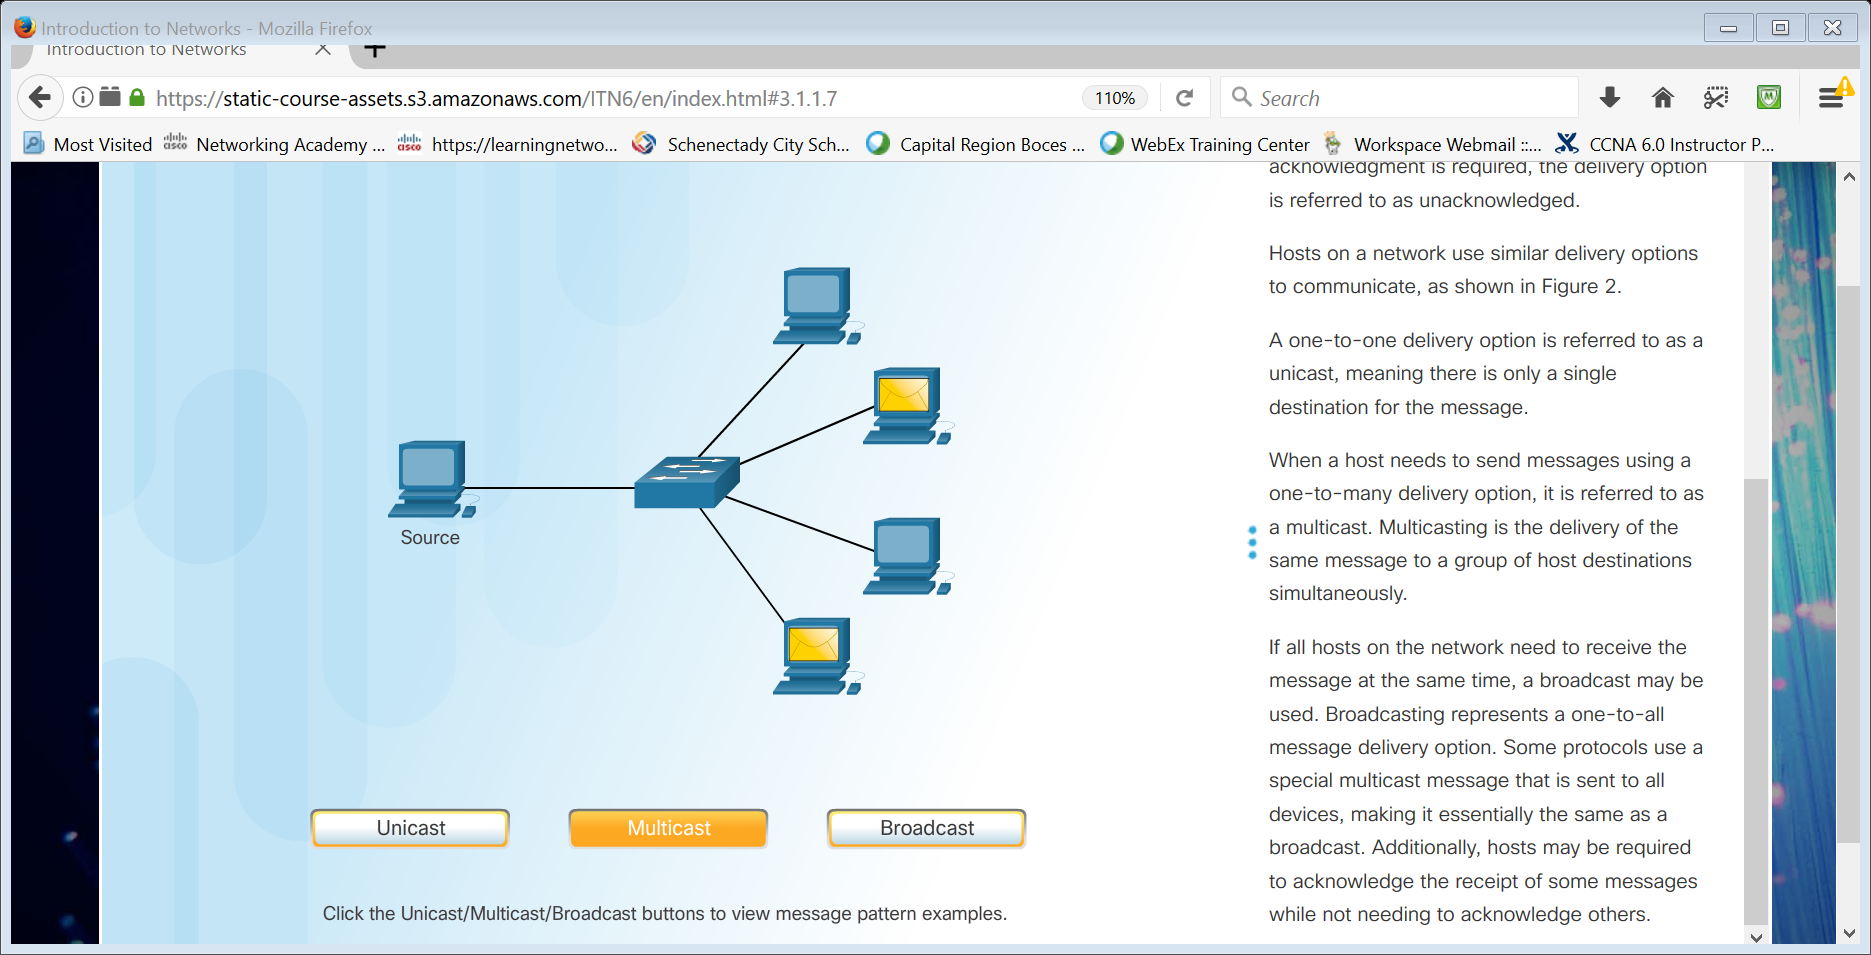 Introduction to Networks - Mozilla Firefox
Introduction to Networks
https://static-course-assets.s3.amazonaws.com/ITN6/en/index.html#3.1.1.7
110%
Search
Most Visited
Networking Academy ...
https://learningnetwo...
Schenectady City Sch...
Capital Region Boces ...
WebEx Training Center
Workspace Webmail ::...
CCNA 6.0 Instructor P...
Source
Unicast
Multicast
Broadcast
Click the Unicast/Multicast/Broadcast buttons to view message pattern examples.
acknowledgment is required, the delivery option
is referred to as unacknowledged.
Hosts on a network use similar delivery options
to communicate, as shown in Figure 2.
A one-to-one delivery option is referred to as a
unicast, meaning there is only a single
destination for the message.
When a host needs to send messages using a
one-to-many delivery option, it is referred to as
a multicast. Multicasting is the delivery of the
same message to a group of host destinations
simultaneously.
If all hosts on the network need to receive the
message at the same time, a broadcast may be
used. Broadcasting represents a one-to-all
message delivery option. Some protocols use a
special multicast message that is sent to all
devices, making it essentially the same as a
broadcast. Additionally, hosts may be required
to acknowledge the receipt of some messages
while not needing to acknowledge others.